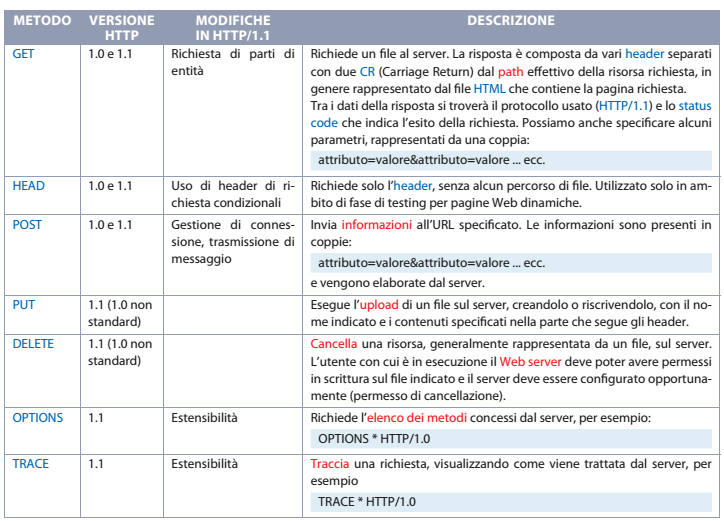 METODO VERSIONE HTTP MODIFICHE IN HTTP/1.1 DESCRIZIONE
GET 1.0 e 1.1 Richiesta di parti di entità
Richiede un file al server. La risposta è composta da vari header separati
con due CR (Carriage Return) dal path effettivo della risorsa richiesta, in
genere rappresentato dal file HTML che contiene la pagina richiesta.
Tra i dati della risposta si troverà il protocollo usato (HTTP/1.1) e lo status
code che indica l'esito della richiesta. Possiamo anche specificare alcuni
parametri, rappresentati da una coppia:
attributo=valore&attributo=valore ... ecc.
HEAD 1.0 e 1.1 Uso di header di ri-
chiesta condizionali
Richiede solo l'header, senza alcun percorso di file. Utilizzato solo in am-
bito di fase di testing per pagine Web dinamiche.
POST 1.0 e 1.1 Gestione di connes-
sione, trasmissione di
messaggio
Invia informazioni all'URL specificato. Le informazioni sono presenti in
coppie:
attributo=valore&attributo=valore ... ecc.
e vengono elaborate dal server.
PUT 1.1 (1.0 non
standard)
Esegue l'upload di un file sul server, creandolo o riscrivendolo, con il no-
me indicato e i contenuti specificati nella parte che segue gli header.
DELETE 1.1 (1.0 non
standard)
Cancella una risorsa, generalmente rappresentata da un file, sul server.
L'utente con cui è in esecuzione il Web server deve poter avere permessi
in scrittura sul file indicato e il server deve essere configurato opportuna-
mente (permesso di cancellazione).
OPTIONS 1.1 Estensibilità
Richiede l'elenco dei metodi concessi dal server, per esempio:
OPTIONS * HTTP/1.0
TRACE 1.1 Estensibilità
Traccia una richiesta, visualizzando come viene trattata dal server, per
esempio
TRACE * HTTP/1.0